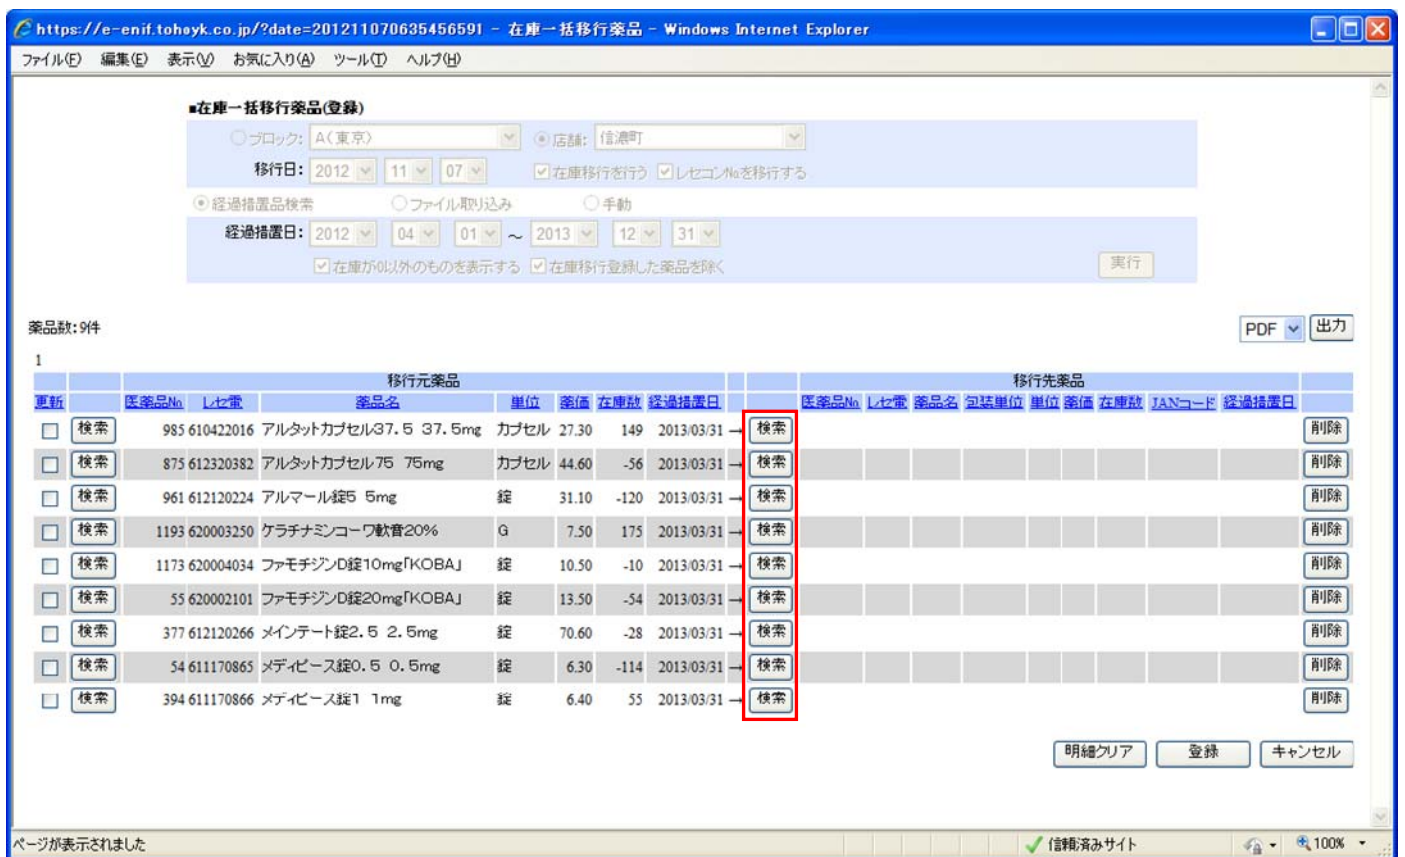 https://e-enif.tohoyk.co.jp/?date=201211070635456591 - 在庫一括移行薬品 - Windows Internet Explorer
ファイル(F) 編集(E) 表示(V) お気に入り(A) ツール(T) ヘルプ(H)
■在庫一括移行薬品(登録)
ブロック: A(東京) 店舗: 信濃町
移行日: 2012 11 07 在庫移行を行う レセコンNoを移行する
経過措置品検索 ファイル取り込み 手動
経過措置日: 2012 04 01 ～ 2013 12 31
在庫が0以外のものを表示する 在庫移行登録した薬品を除く 実行
薬品数:9件 PDF 出力
1
移行元薬品 移行先薬品
更新 医薬品No レセ電 薬品名 単位 薬価 在庫数 経過措置日 医薬品No レセ電 薬品名 包装単位 単位 薬価 在庫数 JANコード 経過措置日
検索 985 610422016 アルタットカプセル37.5 37.5mg カプセル 27.30 149 2013/03/31 → 検索 削除
検索 875 612320382 アルタットカプセル75 75mg カプセル 44.60 -56 2013/03/31 → 検索 削除
検索 961 612120224 アルマール錠5 5mg 錠 31.10 -120 2013/03/31 → 検索 削除
検索 1193 620003250 ケラチナミンコーワ軟膏20% G 7.50 175 2013/03/31 → 検索 削除
検索 1173 620004034 ファモチジンD錠10mg「KOBA」 錠 10.50 -10 2013/03/31 → 検索 削除
検索 55 620002101 ファモチジンD錠20mg「KOBA」 錠 13.50 -54 2013/03/31 → 検索 削除
検索 377 612120266 メインテート錠2.5 2.5mg 錠 70.60 -28 2013/03/31 → 検索 削除
検索 54 611170865 メディピース錠0.5 0.5mg 錠 6.30 -114 2013/03/31 → 検索 削除
検索 394 611170866 メディピース錠1 1mg 錠 6.40 55 2013/03/31 → 検索 削除
明細クリア 登録 キャンセル
ページが表示されました 信頼済みサイト 100%